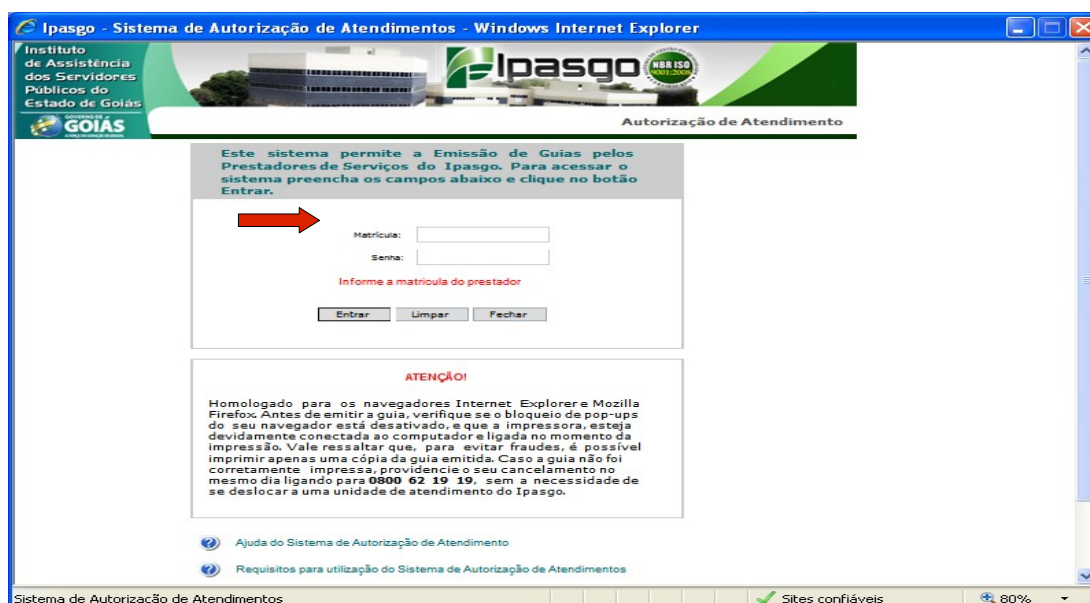 Ipasgo - Sistema de Autorização de Atendimentos - Windows Internet Explorer
Instituto
de Assistência
dos Servidores
Públicos do
Estado de Goiás
Ipasgo
NBR ISO
9001:2008
GOVERNO DE
GOIÁS
Autorização de Atendimento
Este sistema permite a Emissão de Guias pelos
Prestadores de Serviços do Ipasgo. Para acessar o
sistema preencha os campos abaixo e clique no botão
Entrar.
Matrícula:
Senha:
Informe a matricula do prestador
Entrar Limpar Fechar
ATENÇÃO!
Homologado para os navegadores Internet Explorer e Mozilla
Firefox. Antes de emitir a guia, verifique se o bloqueio de pop-ups
do seu navegador está desativado, e que a impressora, esteja
devidamente conectada ao computador e ligada no momento da
impressão. Vale ressaltar que, para evitar fraudes, é possível
imprimir apenas uma cópia da guia emitida. Caso a guia não foi
corretamente impressa, providencie o seu cancelamento no
mesmo dia ligando para 0800 62 19 19, sem a necessidade de
se deslocar a uma unidade de atendimento do Ipasgo.
Ajuda do Sistema de Autorização de Atendimento
Requisitos para utilização do Sistema de Autorização de Atendimentos
Sistema de Autorização de Atendimentos
Sites confiáveis
80%